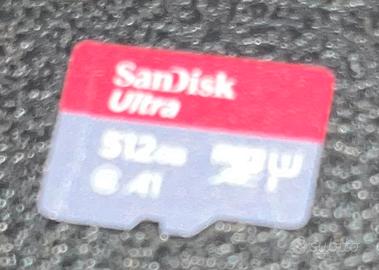 SanDisk
Ultra
512GB
A1
subito